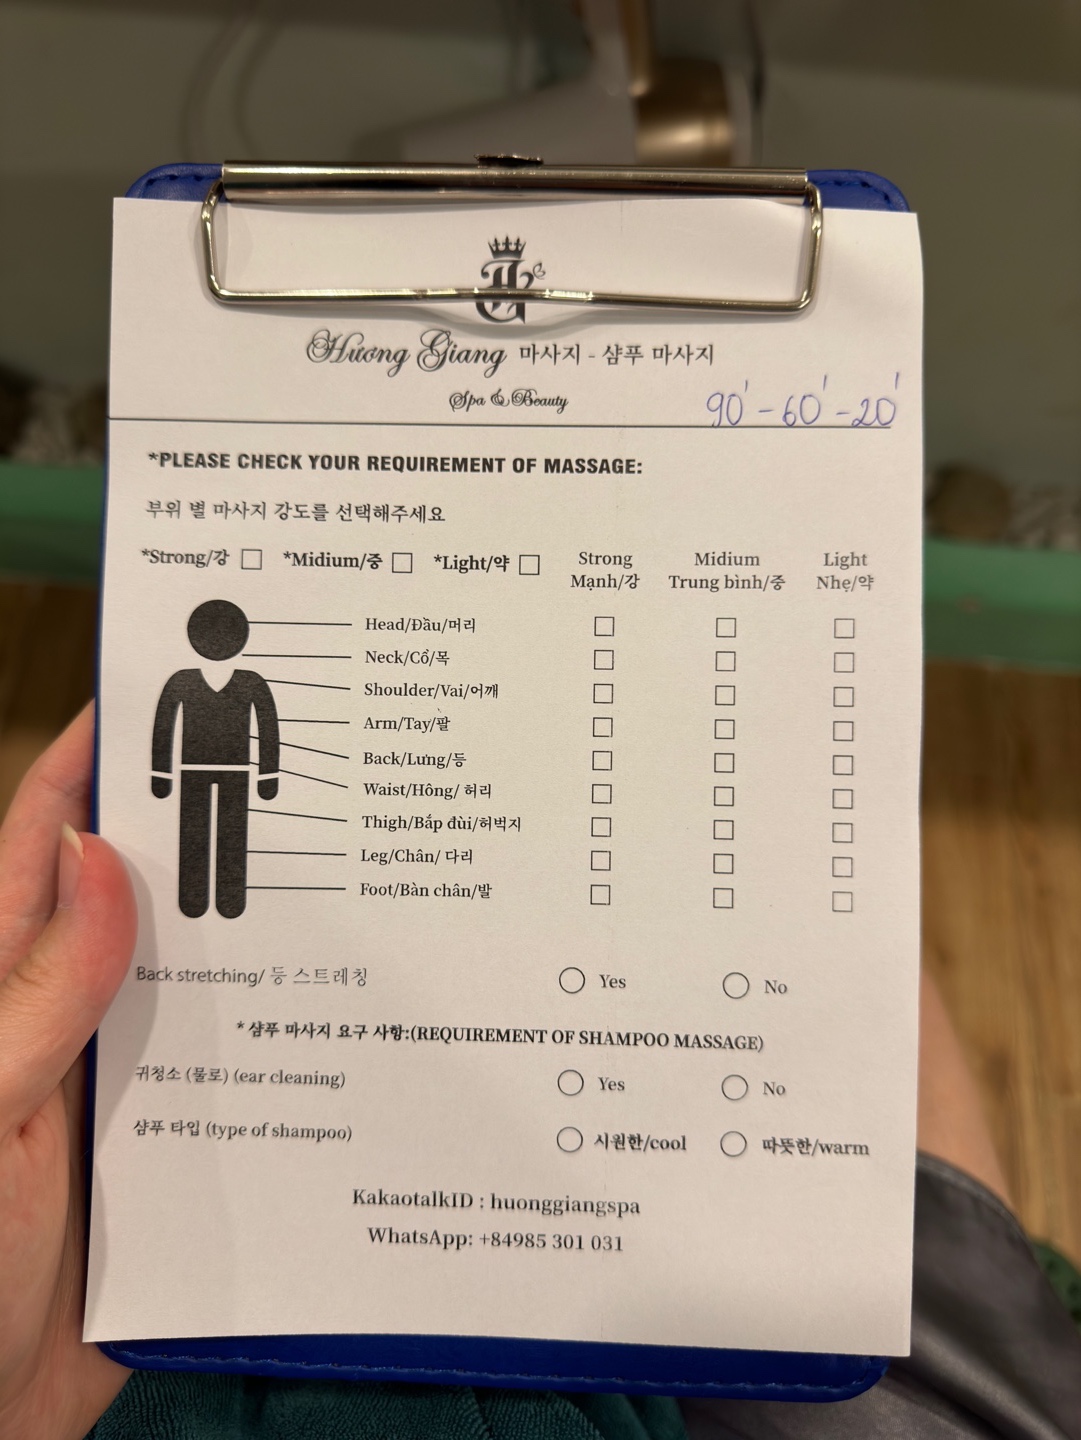 Hương Giang 마사지 - 샴푸 마사지
Spa & Beauty
90' - 60' - 20'
*PLEASE CHECK YOUR REQUIREMENT OF MASSAGE:
부위 별 마사지 강도를 선택해주세요
*Strong/강 *Midium/중 *Light/약
Strong Midium Light
Mạnh/강 Trung bình/중 Nhẹ/약
Head/Đầu/머리
Neck/Cổ/목
Shoulder/Vai/어깨
Arm/Tay/팔
Back/Lưng/등
Waist/Hông/ 허리
Thigh/Bắp đùi/허벅지
Leg/Chân/ 다리
Foot/Bàn chân/발
Back stretching/ 등 스트레칭 Yes No
* 샴푸 마사지 요구 사항:(REQUIREMENT OF SHAMPOO MASSAGE)
귀청소 (물로) (ear cleaning) Yes No
샴푸 타입 (type of shampoo) 시원한/cool 따뜻한/warm
KakaotalkID : huonggiangspa
WhatsApp: +84985 301 031